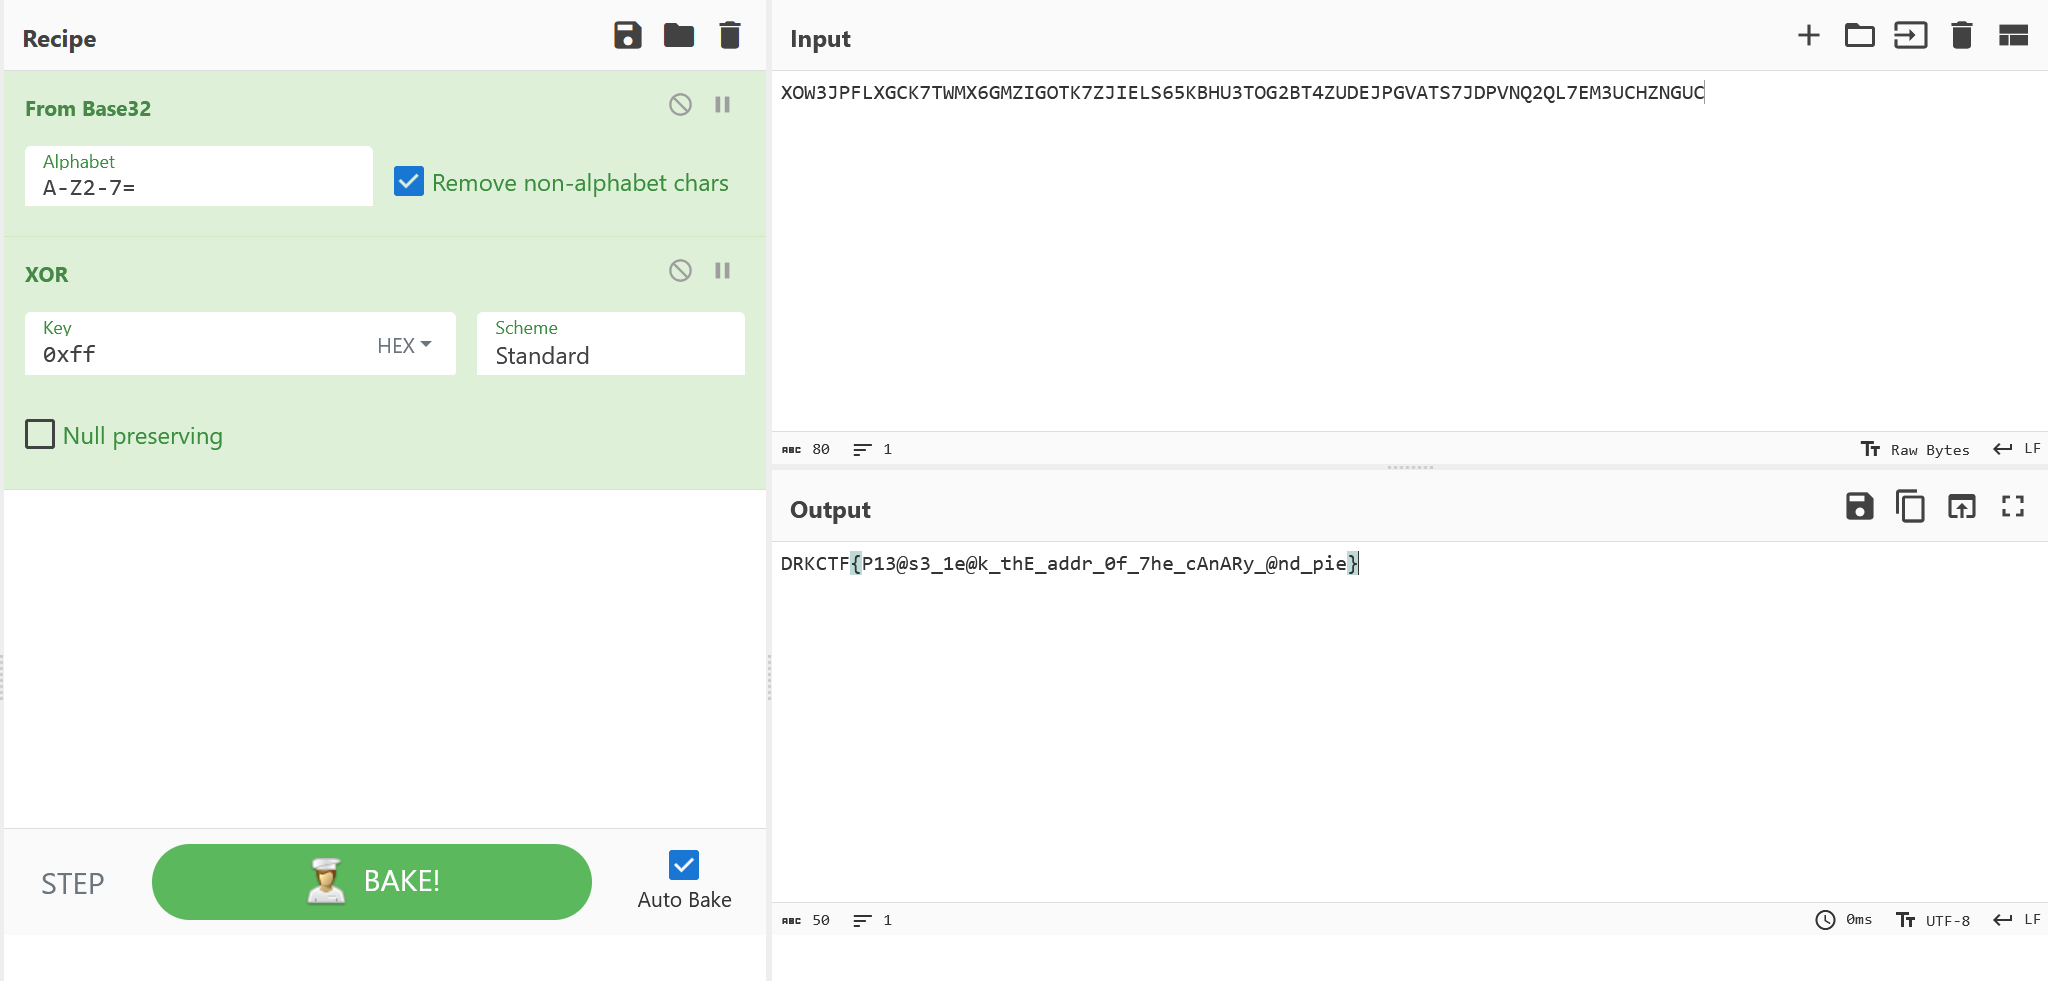 Recipe
From Base32
Alphabet
A-Z2-7=
Remove non-alphabet chars
XOR
Key
0xff
HEX
Scheme
Standard
Null preserving
STEP
BAKE!
Auto Bake
Input
XOW3JPFLXGCK7TWMX6GMZIGOTK7ZJIELS65KBHU3TOG2BT4ZUDEJPGVATS7JDPVNQ2QL7EM3UCHZNGUC
ABC 80 1
Raw Bytes LF
Output
DRKCTF{P13@s3_1e@k_thE_addr_0f_7he_cAnARy_@nd_pie}
ABC 50 1
0ms UTF-8 LF